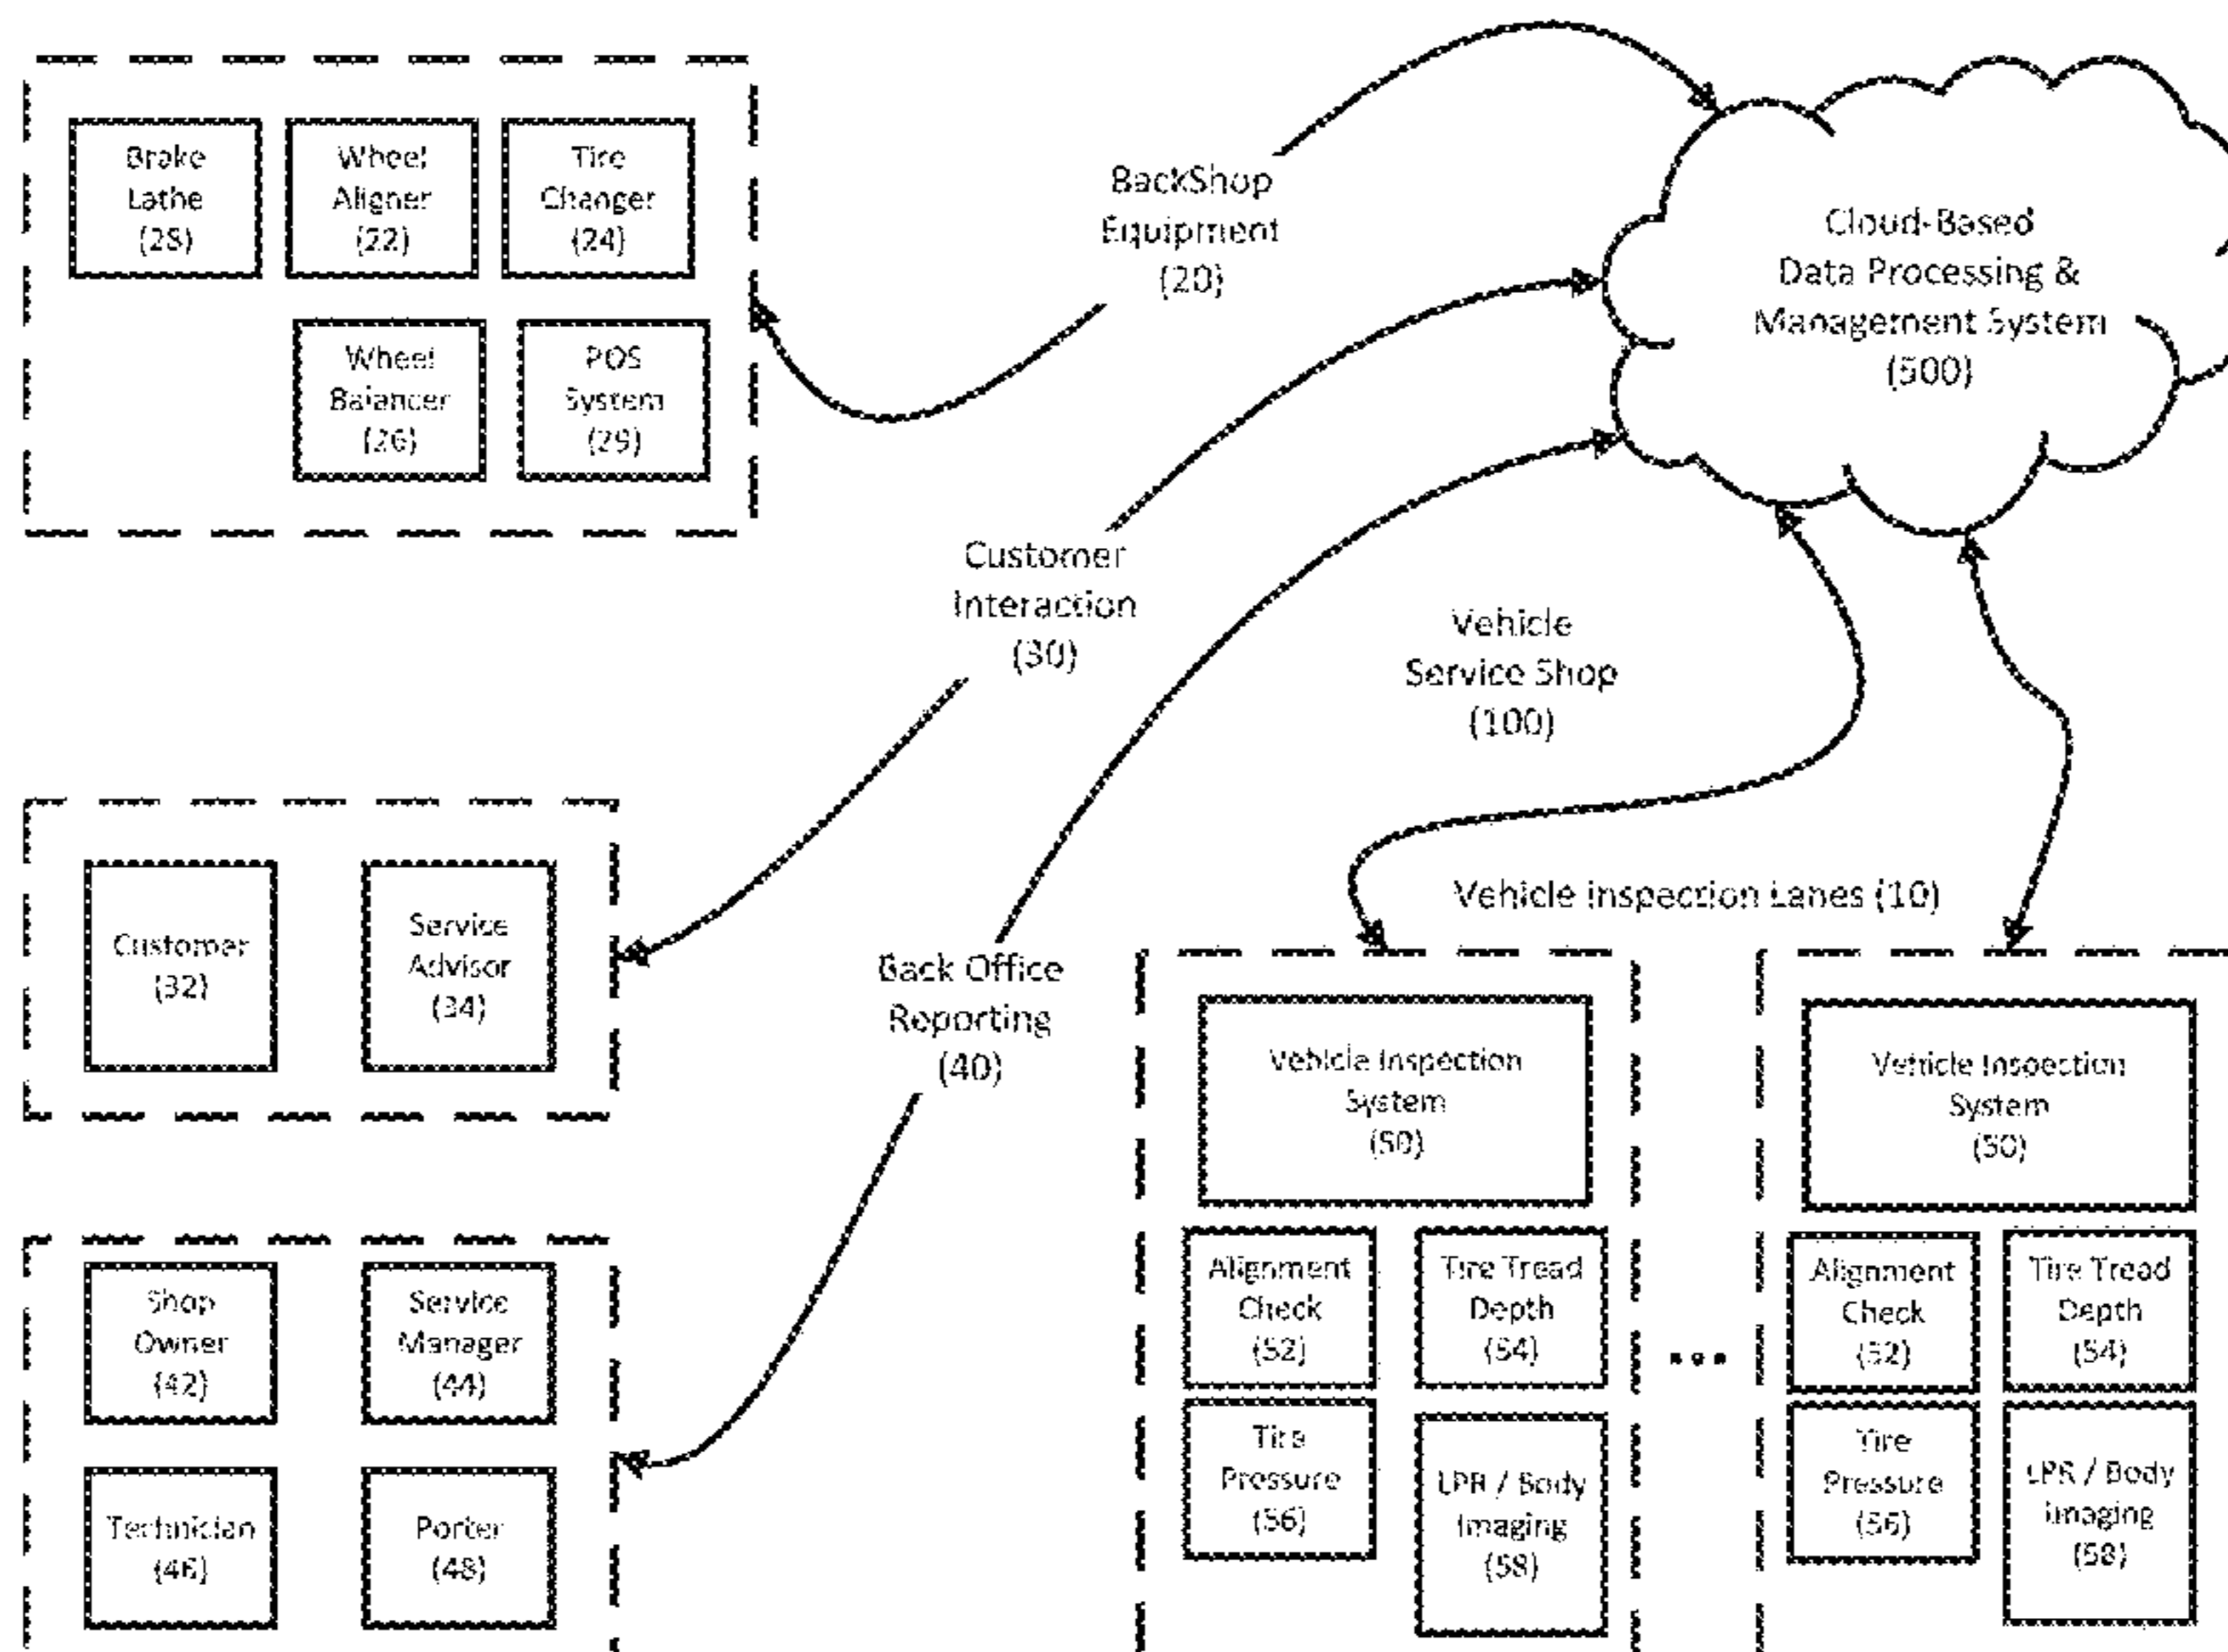 Brake
Lathe
(28)
Wheel
Aligner
(22)
Tire
Changer
(24)
Wheel
Balancer
(26)
POS
System
(29)
BackShop
Equipment
(20)
Cloud-Based
Data Processing &
Management System
(500)
Customer
Interaction
(30)
Vehicle
Service Shop
(100)
Customer
(32)
Service
Advisor
(34)
Back Office
Reporting
(40)
Vehicle Inspection Lanes (10)
Shop
Owner
(42)
Service
Manager
(44)
Technician
(46)
Porter
(48)
Vehicle Inspection
System
(50)
Alignment
Check
(52)
Tire Tread
Depth
(54)
Tire
Pressure
(56)
LPR / Body
Imaging
(58)
•••
Vehicle Inspection
System
(50)
Alignment
Check
(52)
Tire Tread
Depth
(54)
Tire
Pressure
(56)
LPR / Body
Imaging
(58)